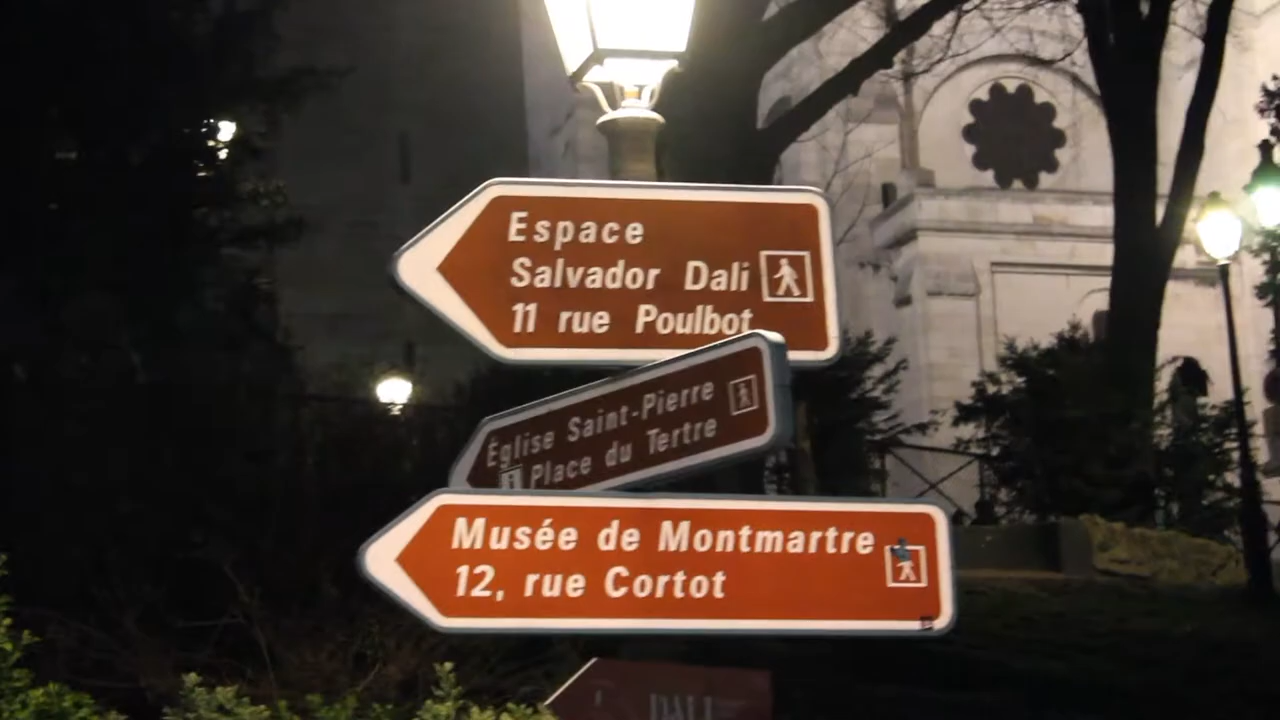 Espace
Salvador Dali
11 rue Poulbot
Église Saint-Pierre
Place du Tertre
Musée de Montmartre
12, rue Cortot
DALI